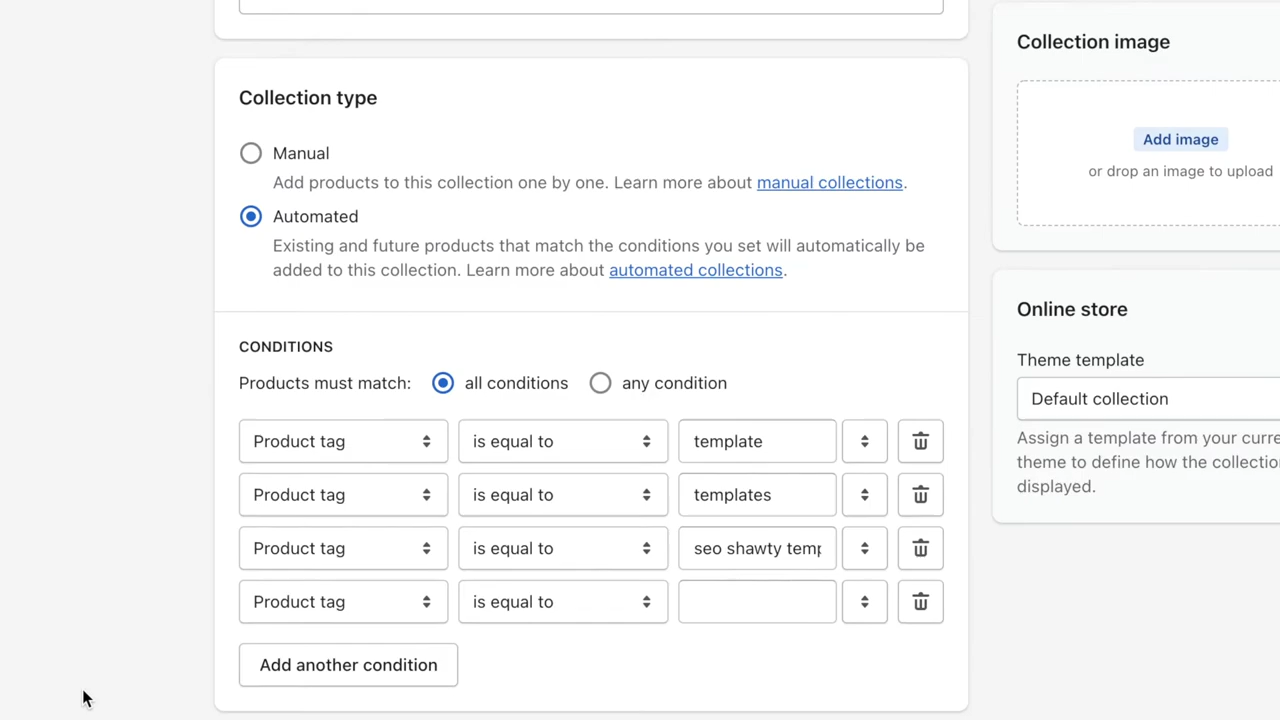 Collection type
Manual
Add products to this collection one by one. Learn more about manual collections.
Automated
Existing and future products that match the conditions you set will automatically be
added to this collection. Learn more about automated collections.
CONDITIONS
Products must match: all conditions any condition
Product tag is equal to template
Product tag is equal to templates
Product tag is equal to seo shawty
Product tag is equal to
Add another condition
Collection image
Add image
or drop an image to upload
Online store
Theme template
Default collection
Assign a template from your
theme to define how the
displayed.